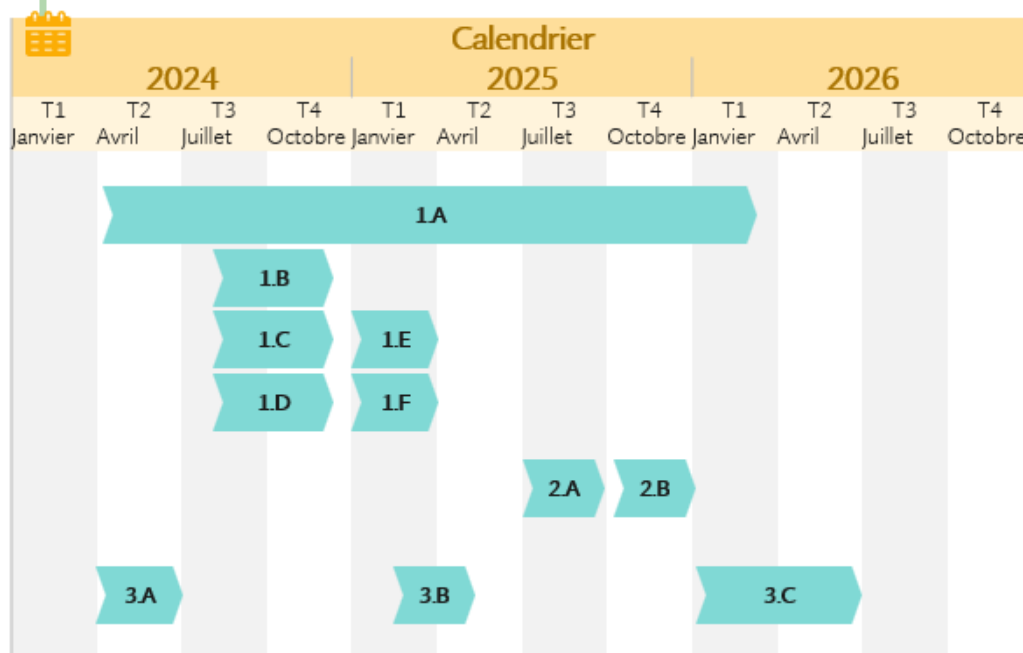 Calendrier
2024 2025 2026
T1 T2 T3 T4 T1 T2 T3 T4 T1 T2 T3 T4
Janvier Avril Juillet Octobre Janvier Avril Juillet Octobre Janvier Avril Juillet Octobre
1.A
1.B
1.C 1.E
1.D 1.F
2.A 2.B
3.A 3.B 3.C